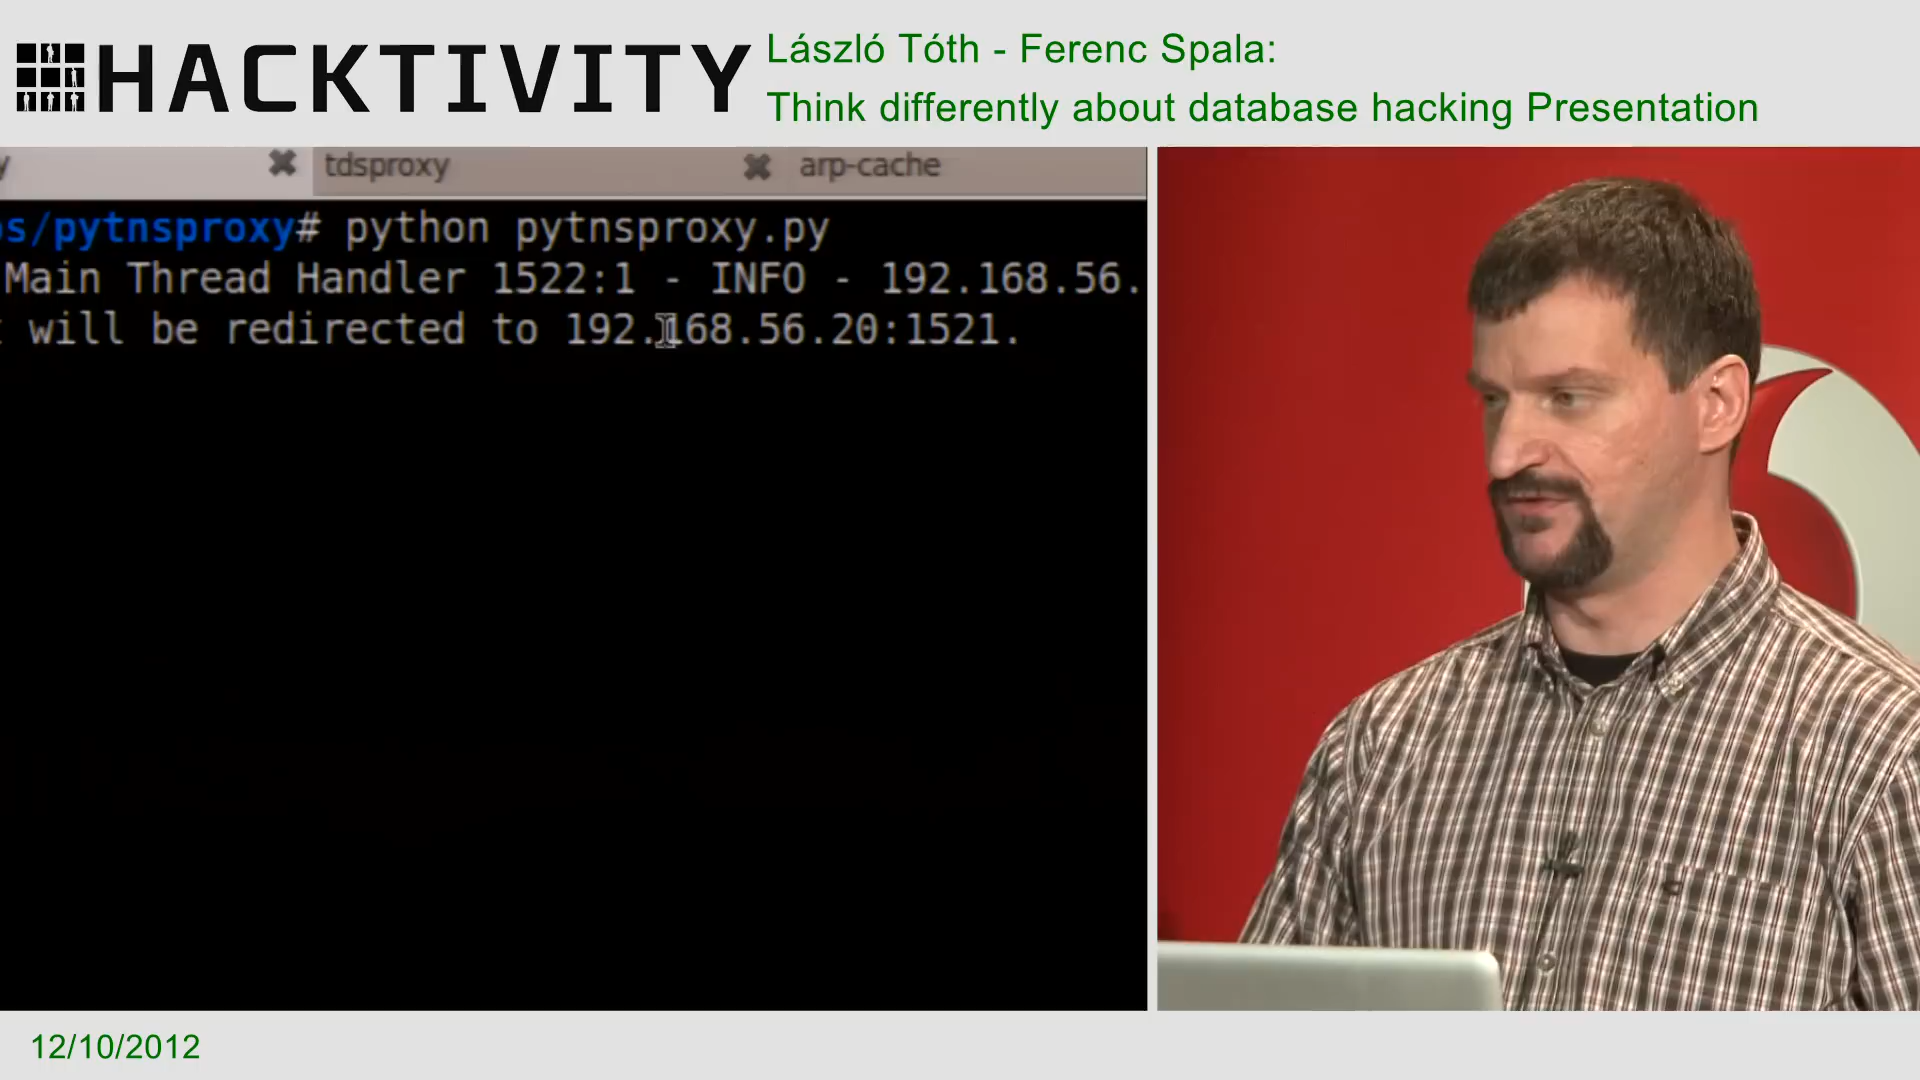 HACKTIVITY
László Tóth - Ferenc Spala:
Think differently about database hacking Presentation
y tdsproxy arp-cache
os/pytnsproxy# python pytnsproxy.py
Main Thread Handler 1522:1 - INFO - 192.168.56.
t will be redirected to 192.168.56.20:1521.
12/10/2012